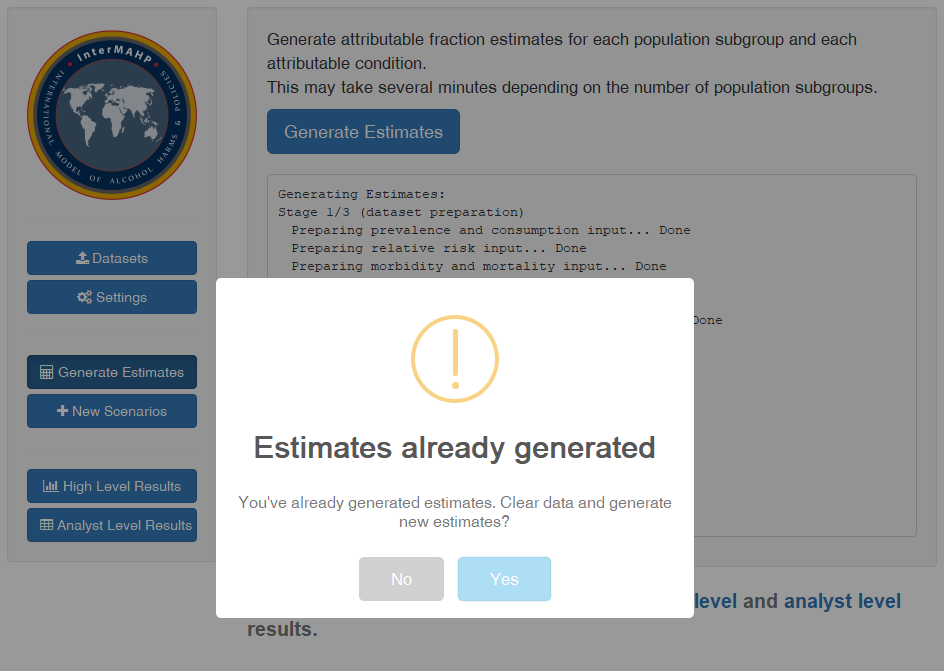 InterMAHP
INTERNATIONAL MODEL OF ALCOHOL HARMS & POLICIES
Datasets
Settings
Generate Estimates
New Scenarios
High Level Results
Analyst Level Results
Generate attributable fraction estimates for each population subgroup and each
attributable condition.
This may take several minutes depending on the number of population subgroups.
Generate Estimates
Generating Estimates:
Stage 1/3 (dataset preparation)
Preparing prevalence and consumption input... Done
Preparing relative risk input... Done
Preparing morbidity and mortality input... Done
Done
Estimates already generated
You've already generated estimates. Clear data and generate
new estimates?
No
Yes
level and analyst level
results.